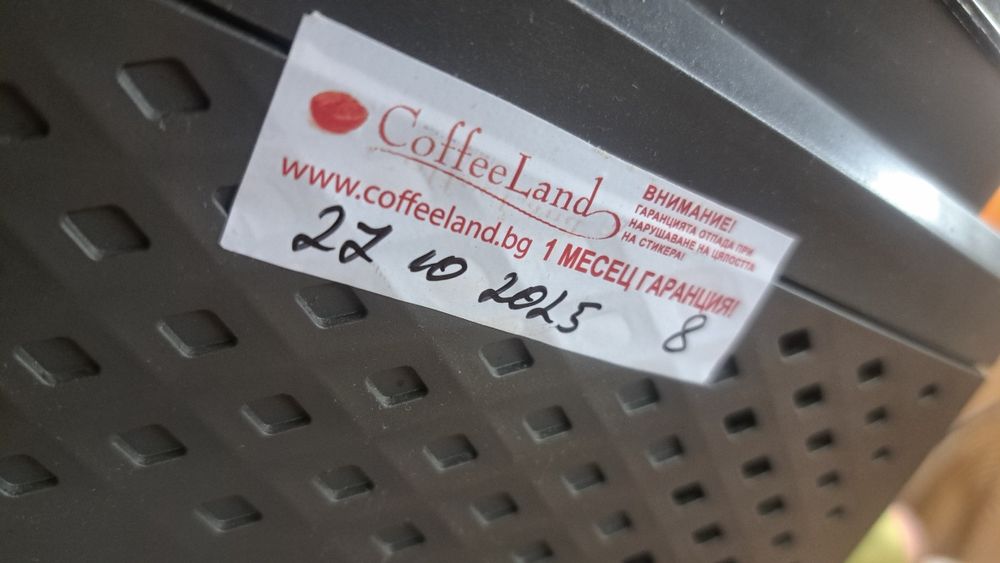 CoffeeLand
www.coffeeland.bg 1 МЕСЕЦ ГАРАНЦИЯ!
ВНИМАНИЕ!
ГАРАНЦИЯТА ОТПАДА ПРИ
НАРУШАВАНЕ НА ЦЯЛОСТТА
НА СТИКЕРА!
27 10 2025
8